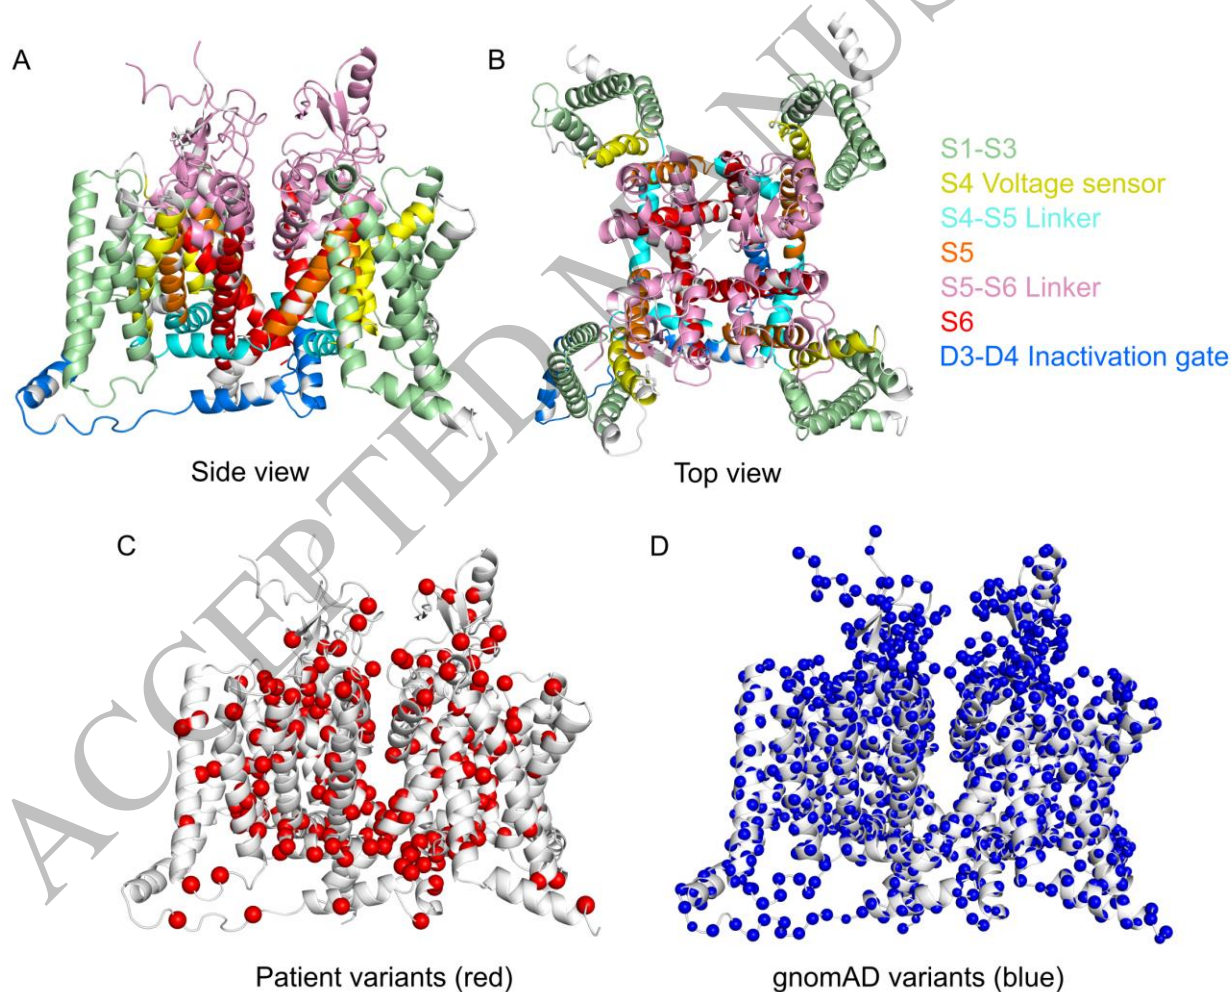 A
B
S1-S3
S4 Voltage sensor
S4-S5 Linker
S5
S5-S6 Linker
S6
D3-D4 Inactivation gate
Side view
Top view
C
D
Patient variants (red)
gnomAD variants (blue)
ACCEPTED MANUS